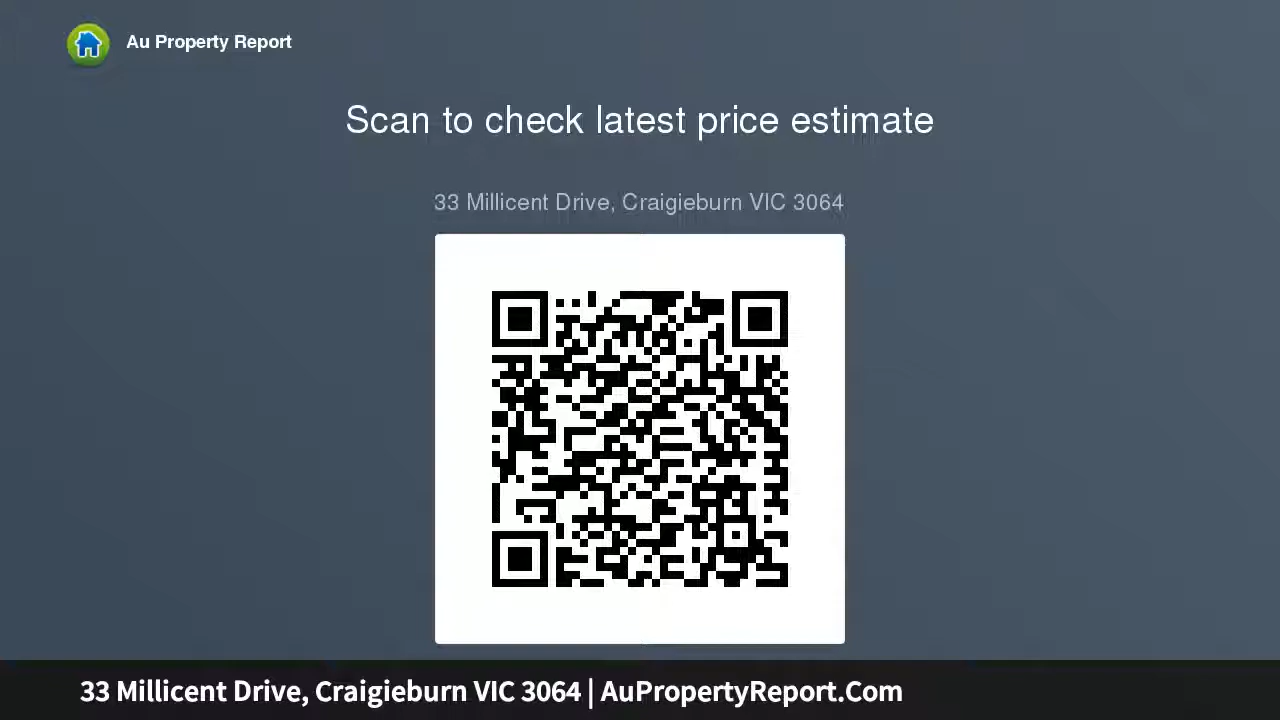 Au Property Report
Scan to check latest price estimate
33 Millicent Drive, Craigieburn VIC 3064
33 Millicent Drive, Craigieburn VIC 3064 | AuPropertyReport.Com